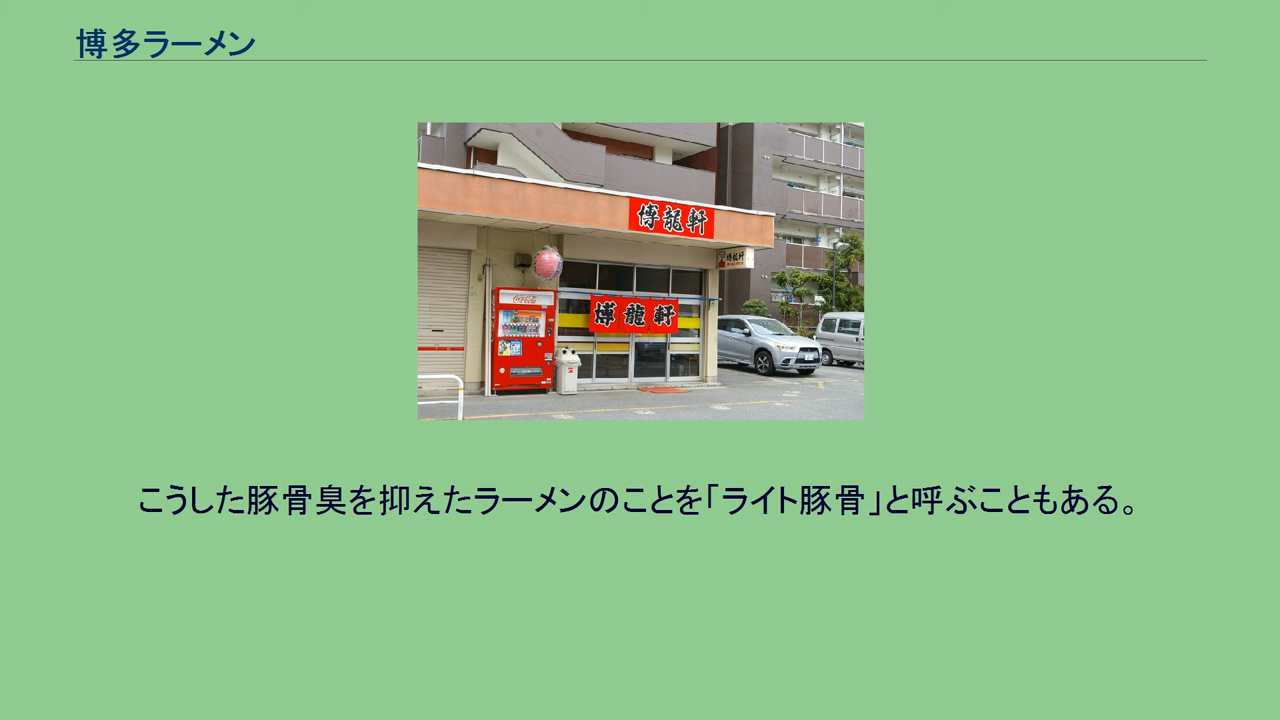 博多ラーメン
博龍軒
博龍軒
Coca-Cola
博龍軒
こうした豚骨臭を抑えたラーメンのことを「ライト豚骨」と呼ぶこともある。